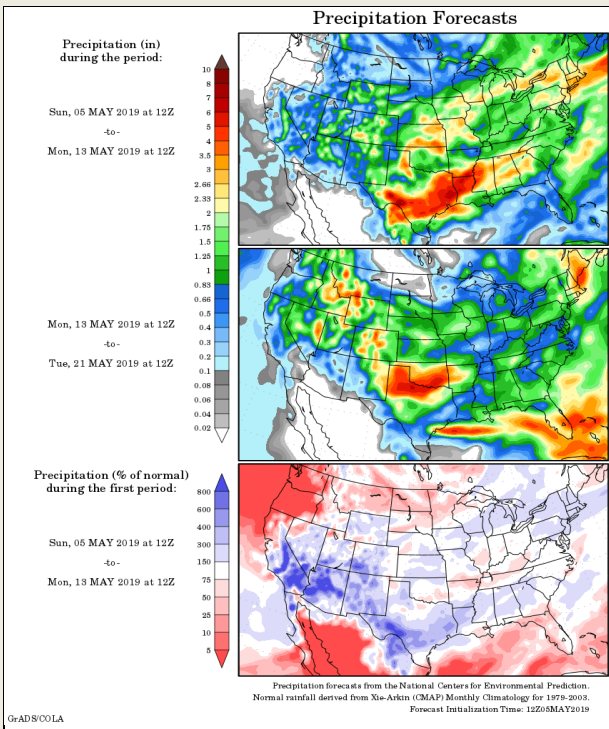 Precipitation Forecasts
Precipitation (in)
during the period:
Sun, 05 MAY 2019 at 12Z
-to-
Mon, 13 MAY 2019 at 12Z
10
8
7
6
5
4
3.5
3
2.66
2.33
2
1.75
1.5
1.25
1
0.83
0.66
0.5
0.4
0.3
0.2
0.1
0.08
0.06
0.04
0.02
Mon, 13 MAY 2019 at 12Z
-to-
Tue, 21 MAY 2019 at 12Z
Precipitation (% of normal)
during the first period:
Sun, 05 MAY 2019 at 12Z
-to-
Mon, 13 MAY 2019 at 12Z
800
600
400
300
150
75
50
25
10
5
Precipitation forecasts from the National Centers for Environmental Prediction.
Normal rainfall derived from Xie-Arkin (CMAP) Monthly Climatology for 1979-2003.
Forecast Initialization Time: 12Z05MAY2019
GrADS/COLA